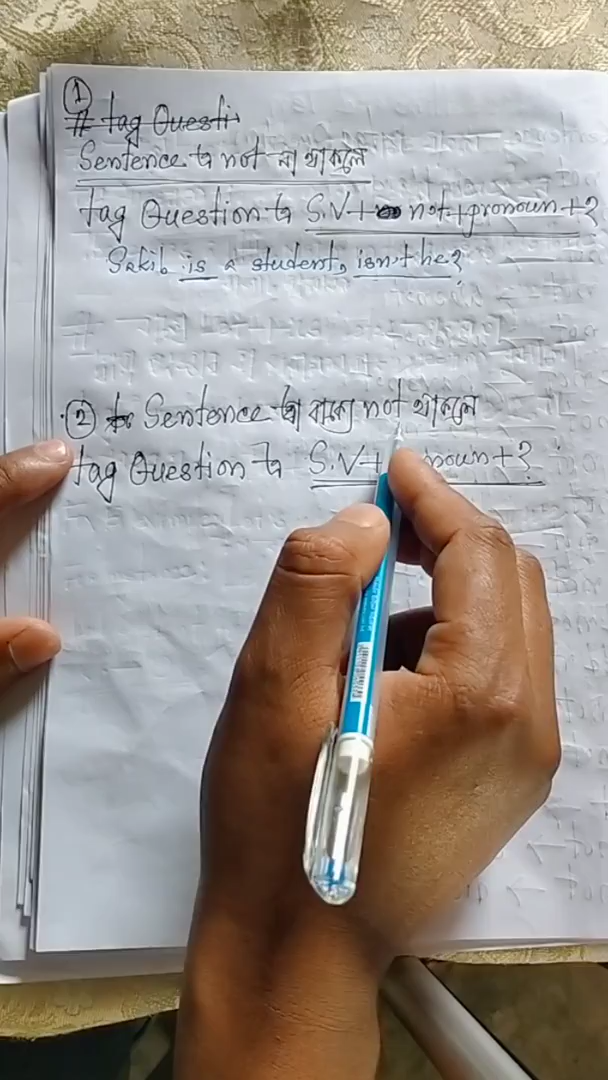 ①
# tag Questi
Sentence এ not না থাকলে
tag Question এ S.V + not + pronoun + ?
Sakib is a student, isn't he?
② Sentence এ বাক্যে not থাকলে
tag Question এ S.V + noun + ?